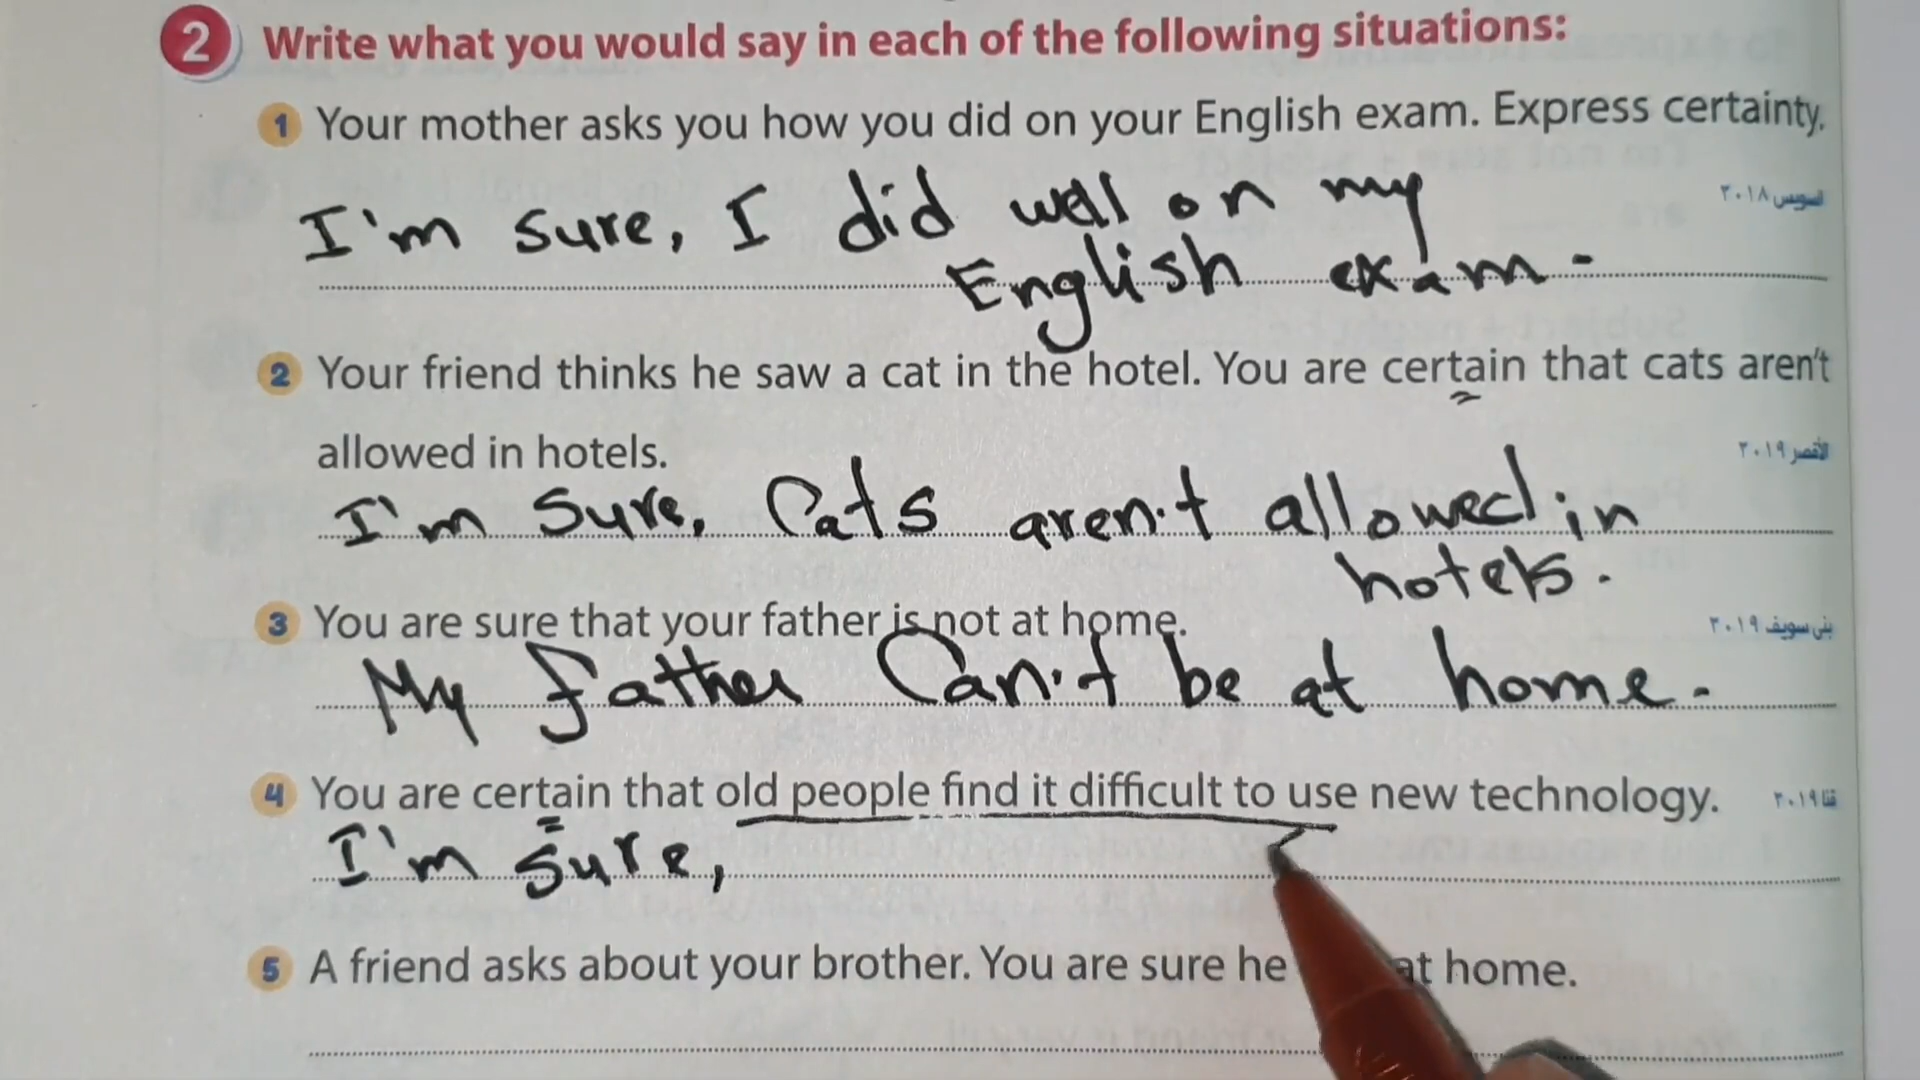 2 Write what you would say in each of the following situations:
1 Your mother asks you how you did on your English exam. Express certainty.
السويس ٢٠١٨
I'm sure, I did well on my
English exam.
2 Your friend thinks he saw a cat in the hotel. You are certain that cats aren't
allowed in hotels.
الأقصر ٢٠١٩
I'm sure, Cats aren't allowed in
hotels.
3 You are sure that your father is not at home.
بنى سويف ٢٠١٩
My father Can't be at home.
4 You are certain that old people find it difficult to use new technology.
قنا ٢٠١٩
I'm sure,
5 A friend asks about your brother. You are sure he at home.